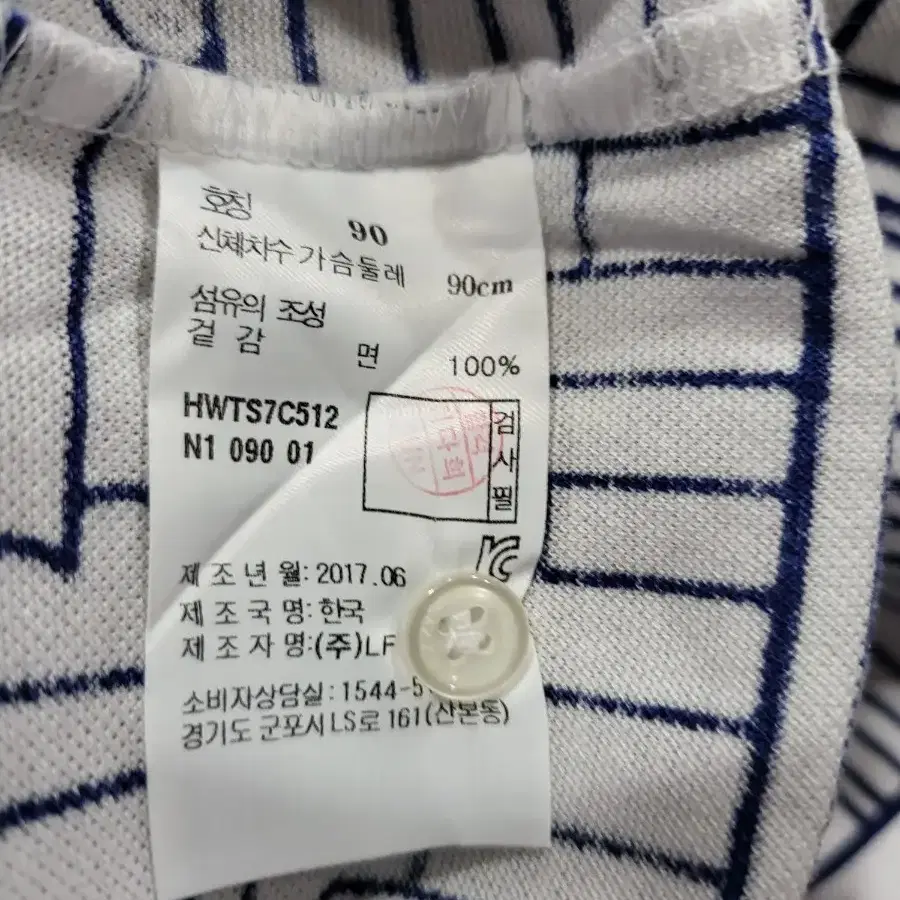 호칭 90
신체치수 가슴둘레 90cm
섬유의 조성
겉 감 면 100%
HWTS7C512
N1 090 01
검사필
제 조 년 월: 2017.06
제 조 국 명: 한국
제 조 자 명:(주)LF
소비자상담실:1544-5
경기도 군포시 LS로 161(산본동)